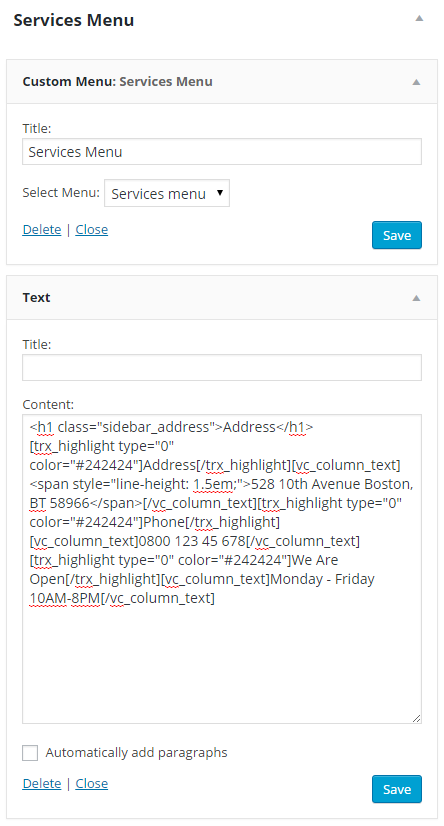 Services Menu
Custom Menu: Services Menu
Title:
Services Menu
Select Menu: Services menu
Delete | Close Save
Text
Title:
Content:
<h1 class="sidebar_address">Address</h1>
[trx_highlight type="0"
color="#242424"]Address[/trx_highlight][vc_column_text]
<span style="line-height: 1.5em;">528 10th Avenue Boston,
BT 58966</span>[/vc_column_text][trx_highlight type="0"
color="#242424"]Phone[/trx_highlight]
[vc_column_text]0800 123 45 678[/vc_column_text]
[trx_highlight type="0" color="#242424"]We Are
Open[/trx_highlight][vc_column_text]Monday - Friday
10AM-8PM[/vc_column_text]
Automatically add paragraphs
Delete | Close Save